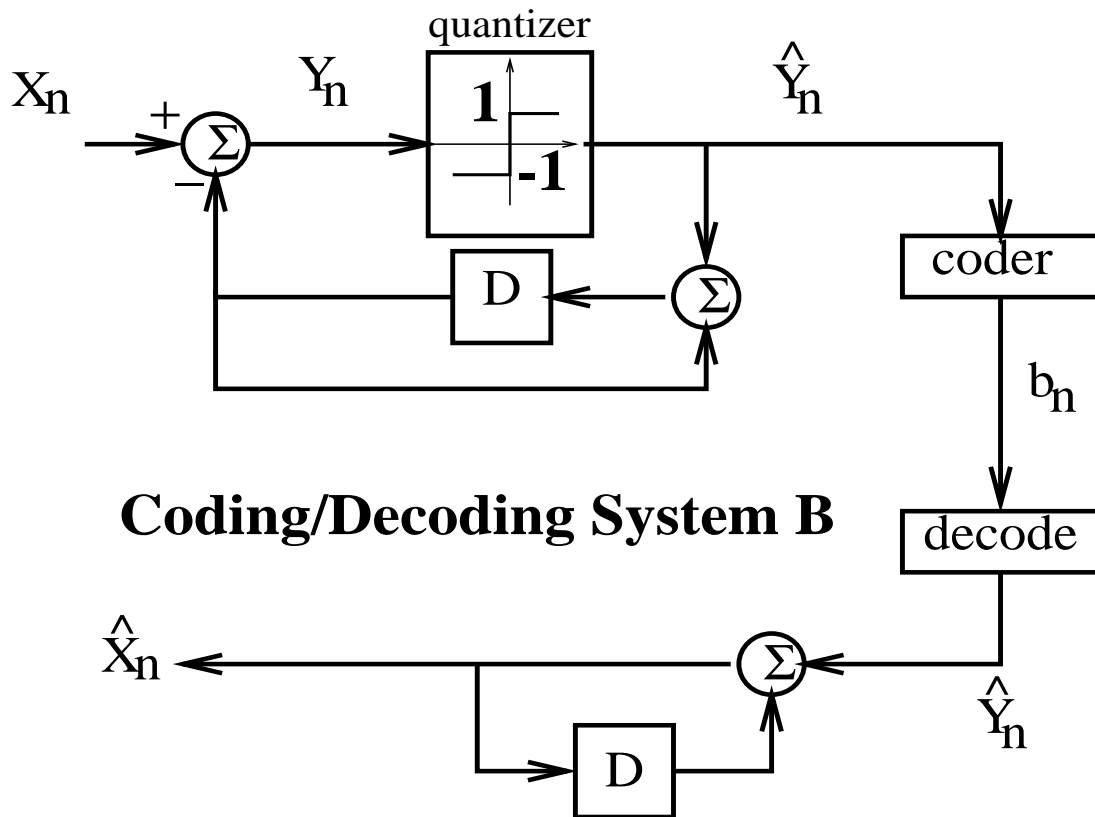 quantizer
Xₙ
+
Σ
−
Yₙ
1
-1
Ŷₙ
coder
D
Σ
bₙ
Coding/Decoding System B
decode
X̂ₙ
Σ
Ŷₙ
D